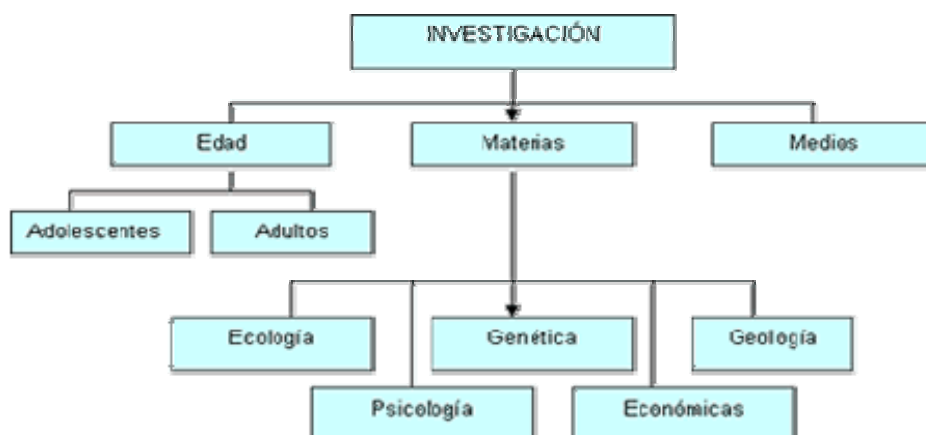 INVESTIGACIÓN
Edad
Materias
Medios
Adolescentes
Adultos
Ecología
Genética
Geología
Psicología
Económicas